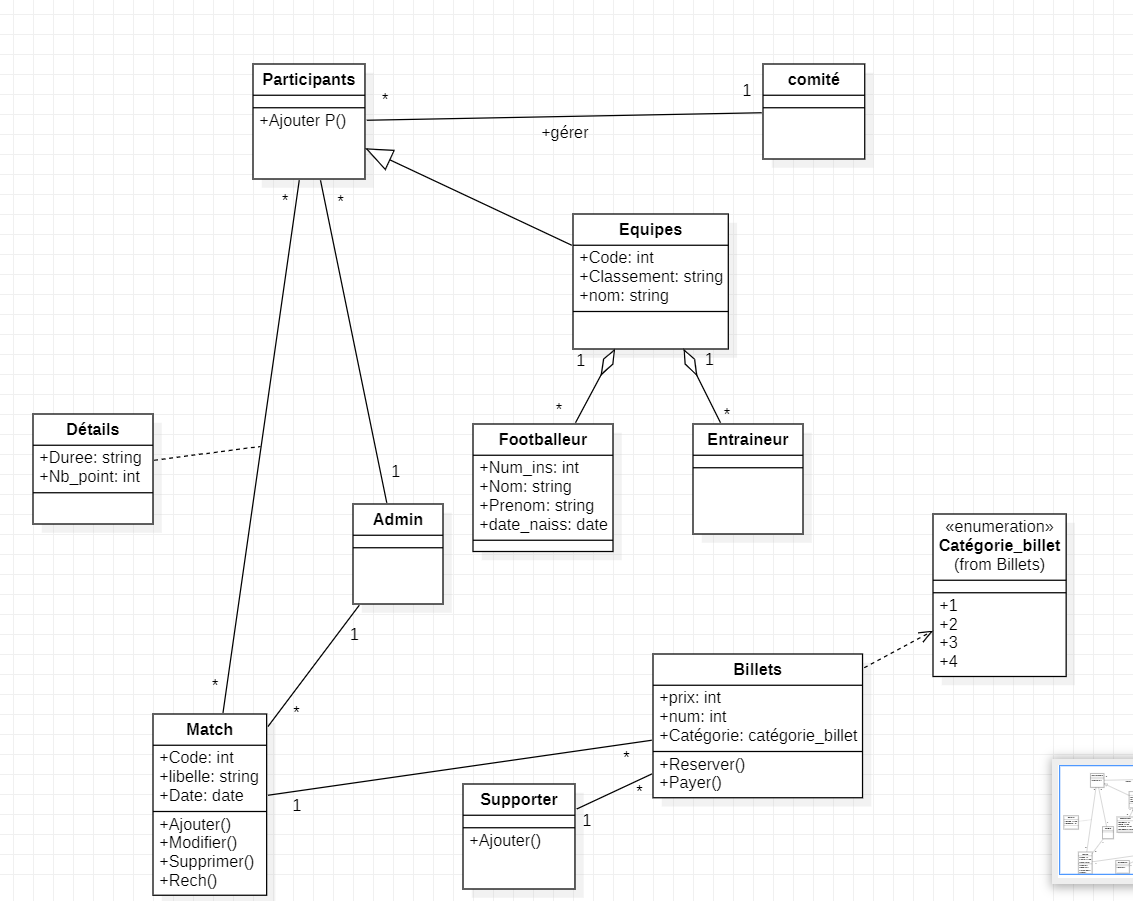 Participants
+Ajouter P()
*
*
*
+gérer
1
comité
Equipes
+Code: int
+Classement: string
+nom: string
1
1
*
*
Footballeur
+Num_ins: int
+Nom: string
+Prenom: string
+date_naiss: date
Entraineur
Détails
+Duree: string
+Nb_point: int
1
Admin
1
*
*
«enumeration»
Catégorie_billet
(from Billets)
+1
+2
+3
+4
Billets
+prix: int
+num: int
+Catégorie: catégorie_billet
+Reserver()
+Payer()
Match
+Code: int
+libelle: string
+Date: date
+Ajouter()
+Modifier()
+Supprimer()
+Rech()
1
*
*
1
Supporter
+Ajouter()